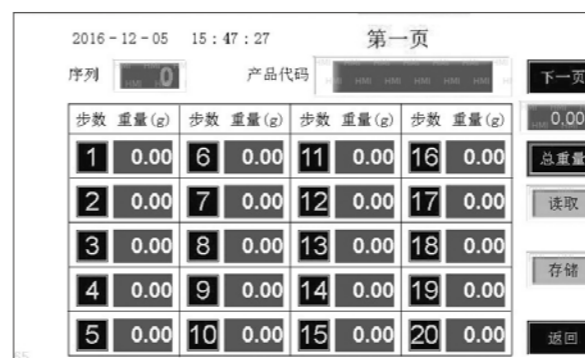 2016-12-05 15:47:27 第一页
序列 0 产品代码
下一页
步数 重量(g) 步数 重量(g) 步数 重量(g) 步数 重量(g)
0.00
1 0.00 6 0.00 11 0.00 16 0.00
总重量
2 0.00 7 0.00 12 0.00 17 0.00
读取
3 0.00 8 0.00 13 0.00 18 0.00
存储
4 0.00 9 0.00 14 0.00 19 0.00
5 0.00 10 0.00 15 0.00 20 0.00
返回